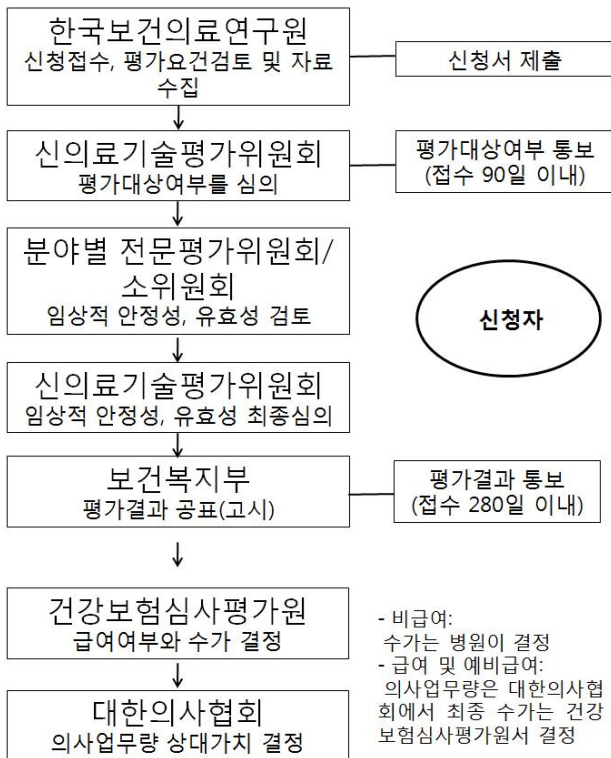 한국보건의료연구원
신청접수, 평가요건검토 및 자료
수집
신청서 제출
신의료기술평가위원회
평가대상여부를 심의
평가대상여부 통보
(접수 90일 이내)
분야별 전문평가위원회/
소위원회
임상적 안정성, 유효성 검토
신청자
신의료기술평가위원회
임상적 안정성, 유효성 최종심의
보건복지부
평가결과 공표(고시)
평가결과 통보
(접수 280일 이내)
건강보험심사평가원
급여여부와 수가 결정
대한의사협회
의사업무량 상대가치 결정
- 비급여:
수가는 병원이 결정
- 급여 및 예비급여:
의사업무량은 대한의사협
회에서 최종 수가는 건강
보험심사평가원서 결정